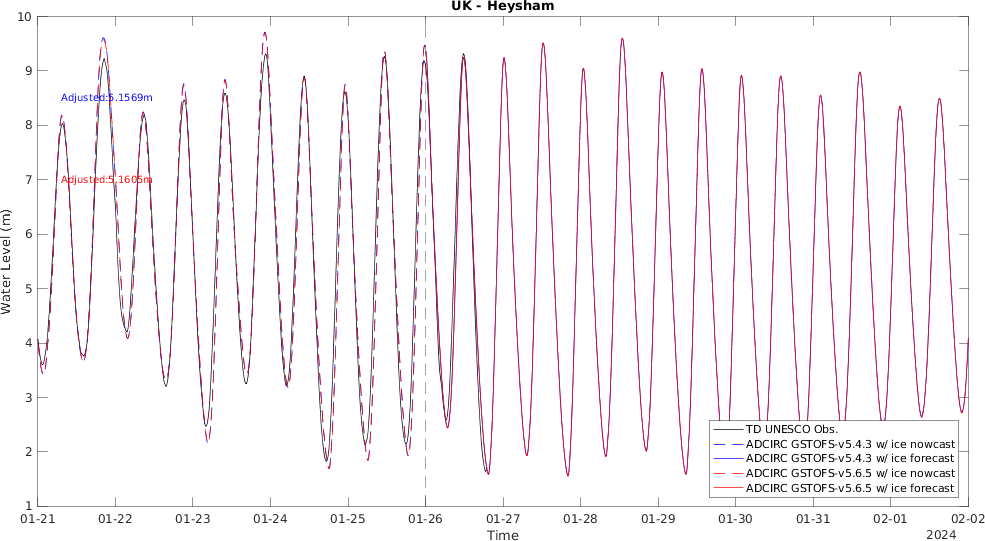 UK - Heysham
10
9
8
7
6
5
4
3
2
1
Water Level (m)
Adjusted:5.1569m
Adjusted:5.1605m
TD UNESCO Obs.
ADCIRC GSTOFS-v5.4.3 w/ ice nowcast
ADCIRC GSTOFS-v5.4.3 w/ ice forecast
ADCIRC GSTOFS-v5.6.5 w/ ice nowcast
ADCIRC GSTOFS-v5.6.5 w/ ice forecast
01-21 01-22 01-23 01-24 01-25 01-26 01-27 01-28 01-29 01-30 01-31 02-01 02-02
Time
2024